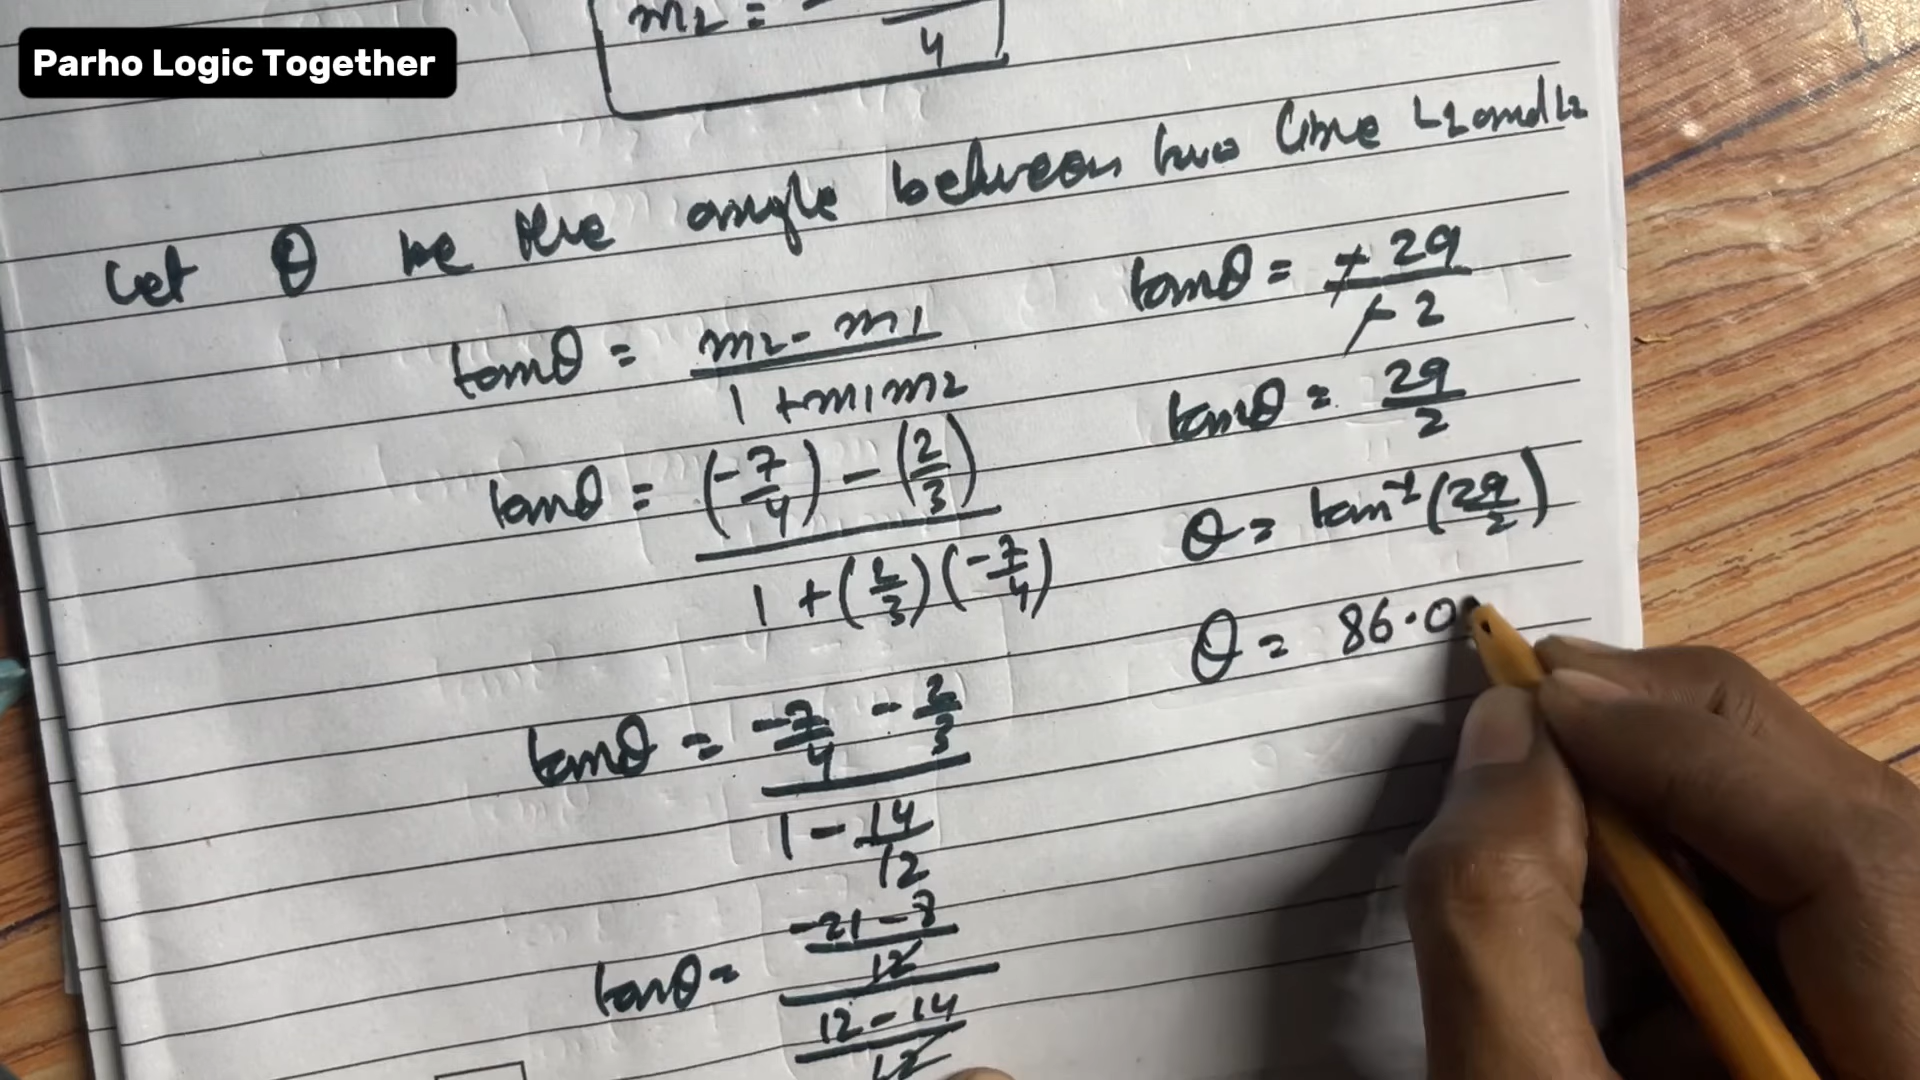 Parho Logic Together
m2 = - /4
Let θ be the angle between two line L1 and L2
tanθ = (m2 - m1)/(1 + m1m2)
tanθ = ((-7/4) - (2/3))/(1 + (2/3)(-7/4))
tanθ = (-7/4 - 2/3)/(1 - 14/12)
tanθ = ((-21 - 8)/12)/((12 - 14)/12)
tanθ = -29/-2
tanθ = 29/2
θ = tan⁻¹(29/2)
θ = 86.0